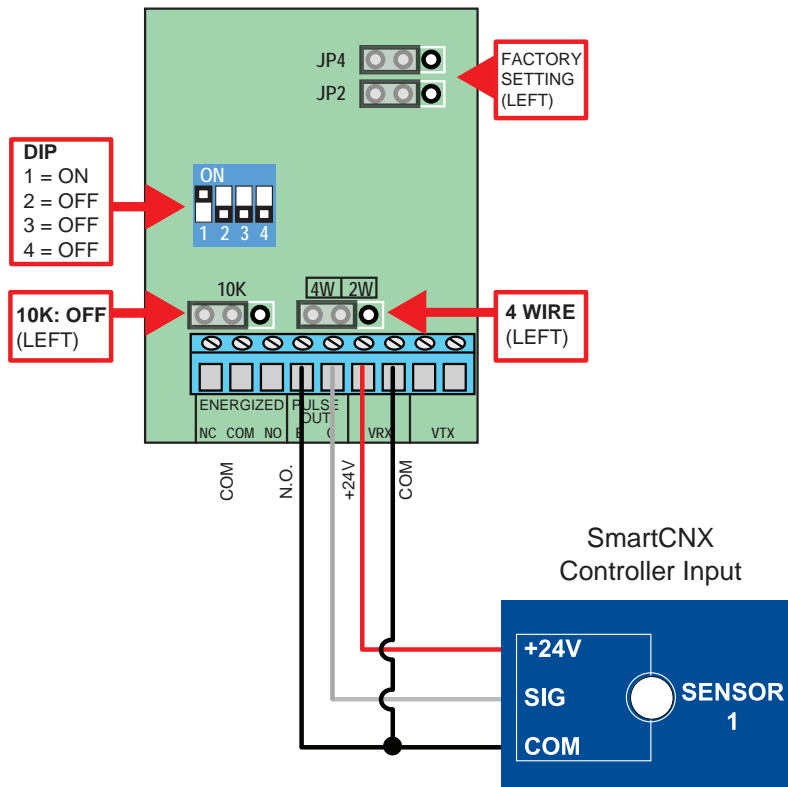 JP4
JP2
FACTORY
SETTING
(LEFT)
DIP
1 = ON
2 = OFF
3 = OFF
4 = OFF
ON
1 2 3 4
10K: OFF
(LEFT)
10K
4W 2W
4 WIRE
(LEFT)
ENERGIZED
PULSE
OUT
NC COM NO E C VRX VTX
COM
N.O.
+24V
COM
SmartCNX
Controller Input
+24V
SIG
COM
SENSOR
1